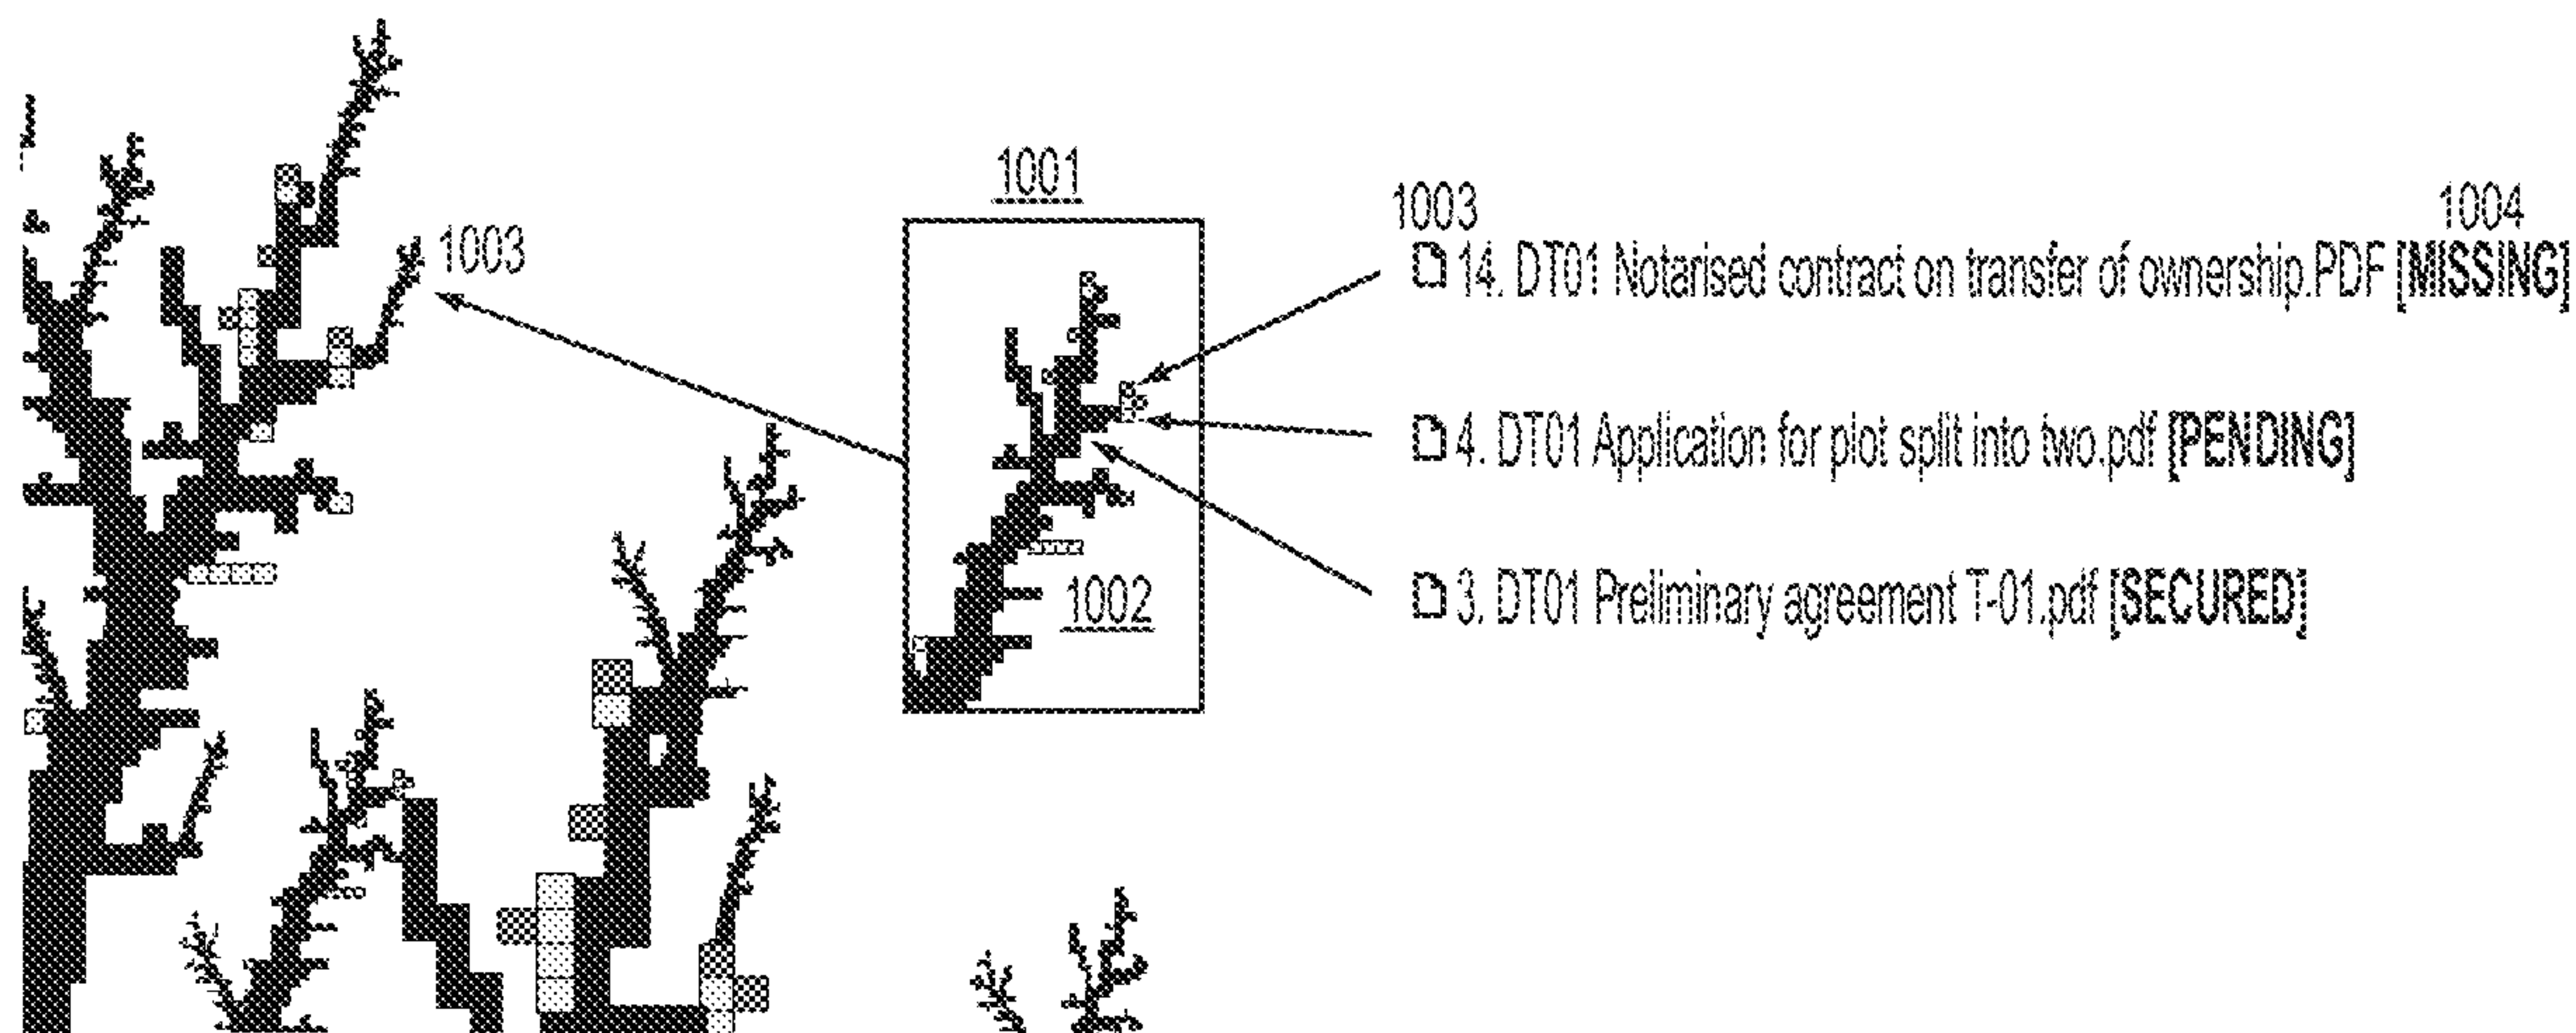 1001
1003
1004
1003
14. DT01 Notarised contract on transfer of ownership.PDF [MISSING]
4. DT01 Application for plot split into two.pdf [PENDING]
3. DT01 Preliminary agreement T-01.pdf [SECURED]
1002